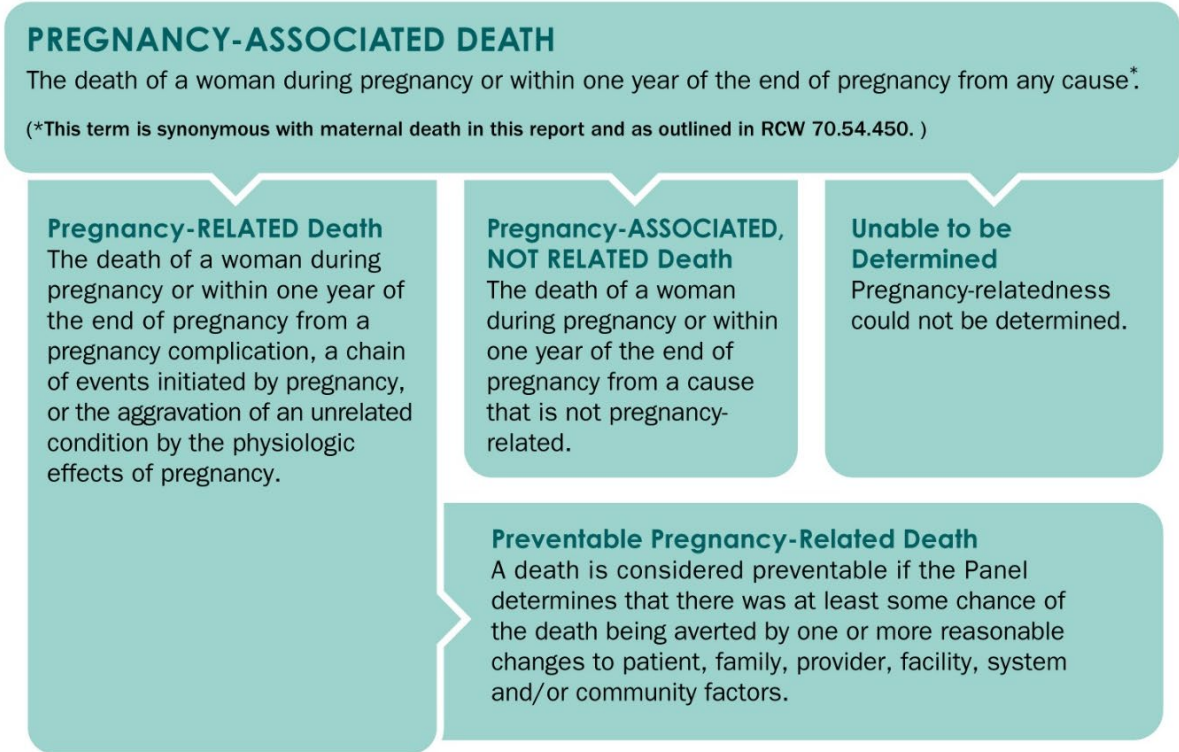 PREGNANCY-ASSOCIATED DEATH
The death of a woman during pregnancy or within one year of the end of pregnancy from any cause*.
(*This term is synonymous with maternal death in this report and as outlined in RCW 70.54.450. )
Pregnancy-RELATED Death
The death of a woman during
pregnancy or within one year of
the end of pregnancy from a
pregnancy complication, a chain
of events initiated by pregnancy,
or the aggravation of an unrelated
condition by the physiologic
effects of pregnancy.
Pregnancy-ASSOCIATED,
NOT RELATED Death
The death of a woman
during pregnancy or within
one year of the end of
pregnancy from a cause
that is not pregnancy-
related.
Unable to be
Determined
Pregnancy-relatedness
could not be determined.
Preventable Pregnancy-Related Death
A death is considered preventable if the Panel
determines that there was at least some chance of
the death being averted by one or more reasonable
changes to patient, family, provider, facility, system
and/or community factors.